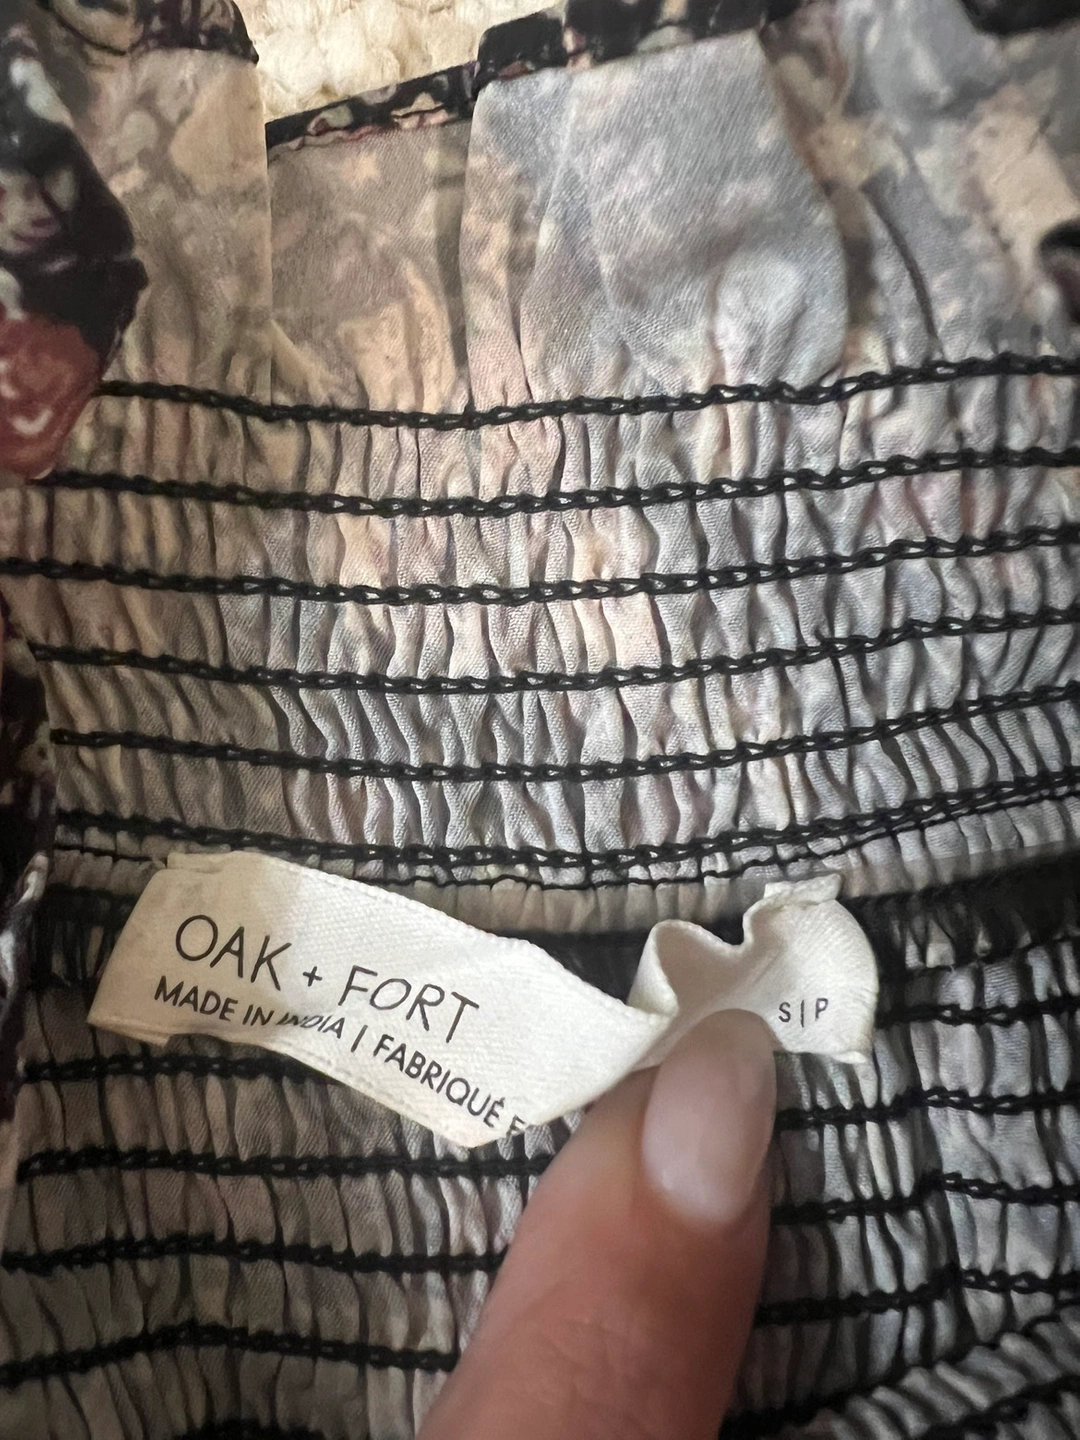 OAK + FORT
MADE IN INDIA | FABRIQUÉ
S|P